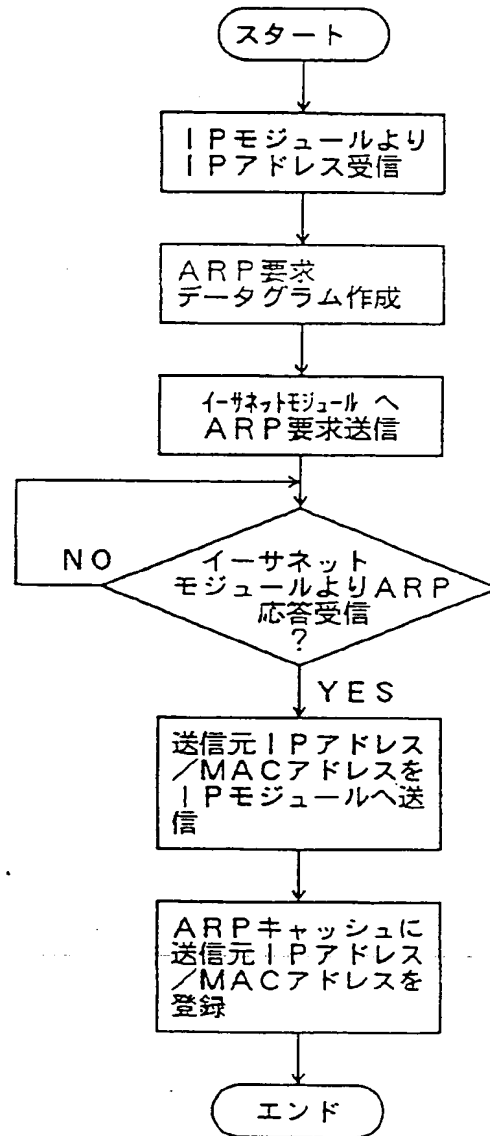 スタート
IPモジュールより
IPアドレス受信
ARP要求
データグラム作成
イーサネットモジュール へ
ARP要求送信
NO
イーサネット
モジュールよりARP
応答受信
?
YES
送信元IPアドレス
/MACアドレスを
IPモジュールへ送
信
ARPキャッシュに
送信元IPアドレス
/MACアドレスを
登録
エンド